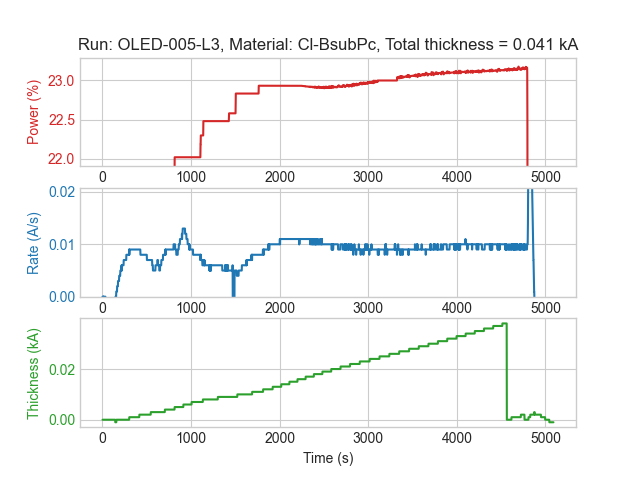 Run: OLED-005-L3, Material: Cl-BsubPc, Total thickness = 0.041 kA
Power (%)
23.0
22.5
22.0
0 1000 2000 3000 4000 5000
Rate (A/s)
0.02
0.01
0.00
0 1000 2000 3000 4000 5000
Thickness (kA)
0.02
0.00
0 1000 2000 3000 4000 5000
Time (s)